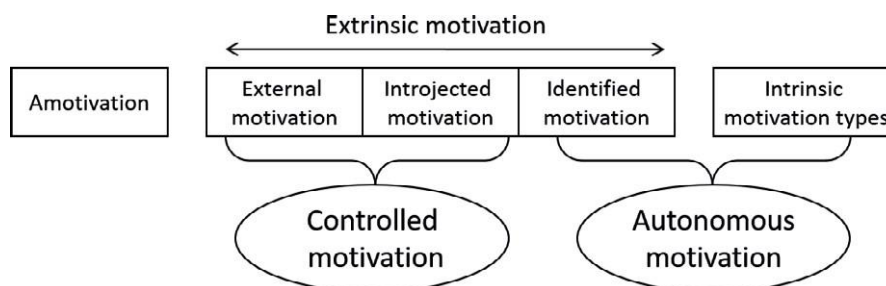 Extrinsic motivation
Amotivation
External
motivation
Introjected
motivation
Identified
motivation
Intrinsic
motivation types
Controlled
motivation
Autonomous
motivation